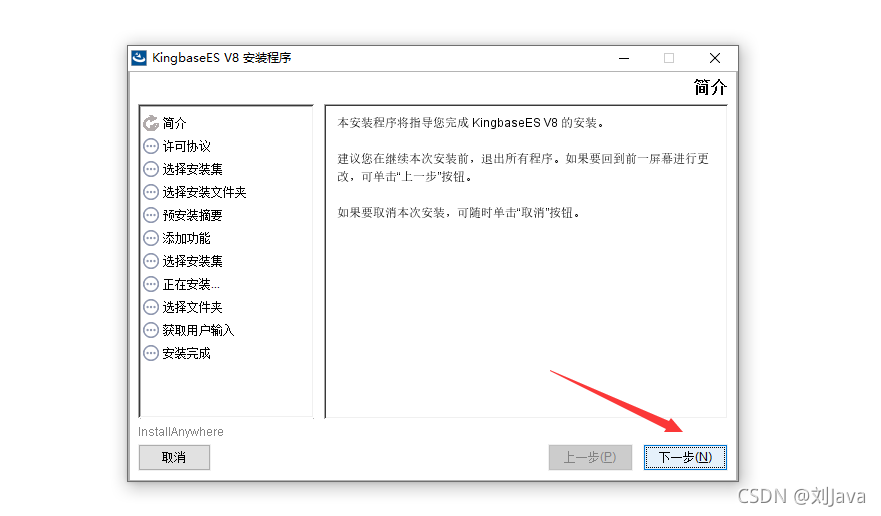 KingbaseES V8 安装程序
简介
简介
许可协议
选择安装集
选择安装文件夹
预安装摘要
添加功能
选择安装集
正在安装...
选择文件夹
获取用户输入
安装完成
本安装程序将指导您完成 KingbaseES V8 的安装。
建议您在继续本次安装前，退出所有程序。如果要回到前一屏幕进行更
改，可单击“上一步”按钮。
如果要取消本次安装，可随时单击“取消”按钮。
InstallAnywhere
取消
上一步(P)
下一步(N)
CSDN @刘Java